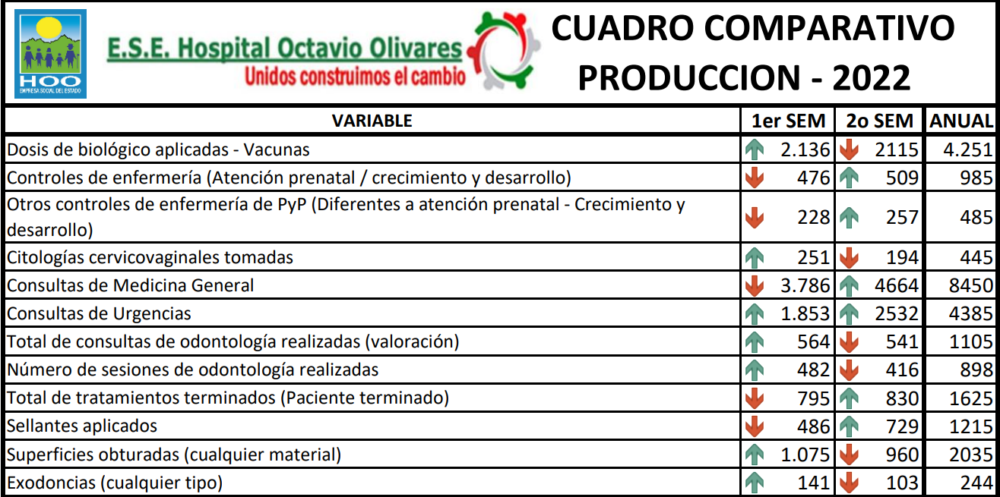 HOO
EMPRESA SOCIAL DEL ESTADO
E.S.E. Hospital Octavio Olivares
Unidos construimos el cambio
CUADRO COMPARATIVO
PRODUCCION - 2022
VARIABLE 1er SEM 2o SEM ANUAL
Dosis de biológico aplicadas - Vacunas 2.136 2115 4.251
Controles de enfermería (Atención prenatal / crecimiento y desarrollo) 476 509 985
Otros controles de enfermería de PyP (Diferentes a atención prenatal - Crecimiento y
desarrollo) 228 257 485
Citologías cervicovaginales tomadas 251 194 445
Consultas de Medicina General 3.786 4664 8450
Consultas de Urgencias 1.853 2532 4385
Total de consultas de odontología realizadas (valoración) 564 541 1105
Número de sesiones de odontología realizadas 482 416 898
Total de tratamientos terminados (Paciente terminado) 795 830 1625
Sellantes aplicados 486 729 1215
Superficies obturadas (cualquier material) 1.075 960 2035
Exodoncias (cualquier tipo) 141 103 244